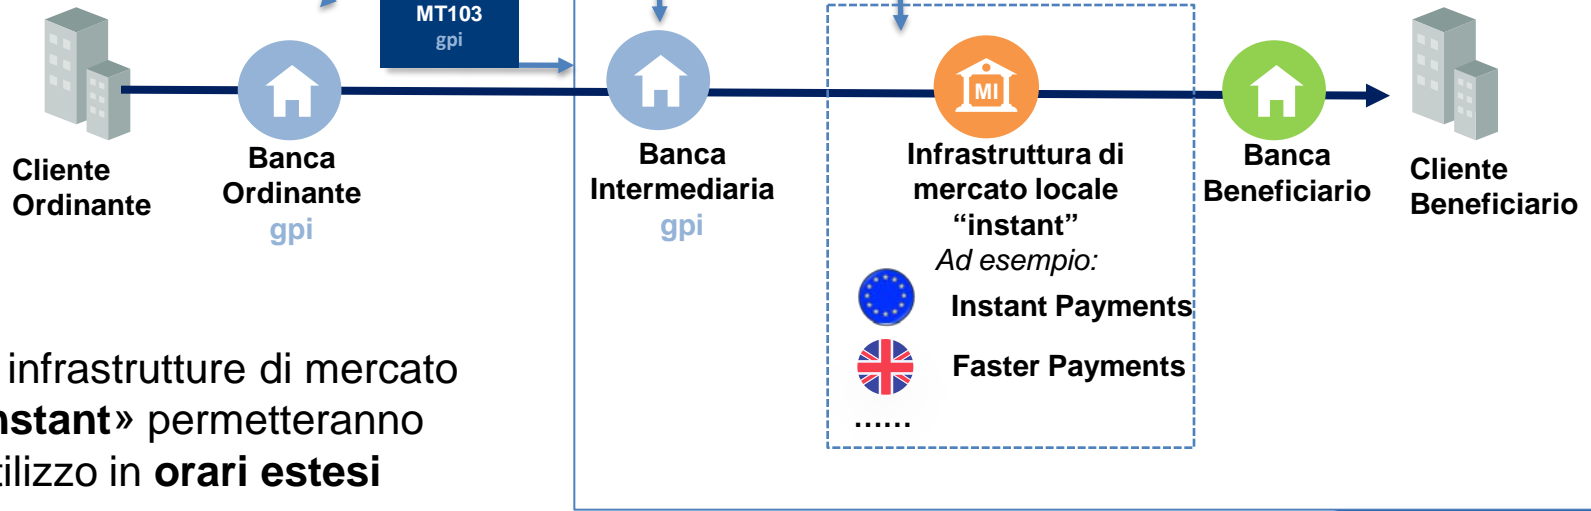 MT103
gpi
Cliente
Ordinante
Banca
Ordinante
gpi
Banca
Intermediaria
gpi
MI
Infrastruttura di
mercato locale
“instant”
Ad esempio:
Instant Payments
Faster Payments
......
Banca
Beneficiario
Cliente
Beneficiario
infrastrutture di mercato
nstant» permetteranno
tilizzo in orari estesi